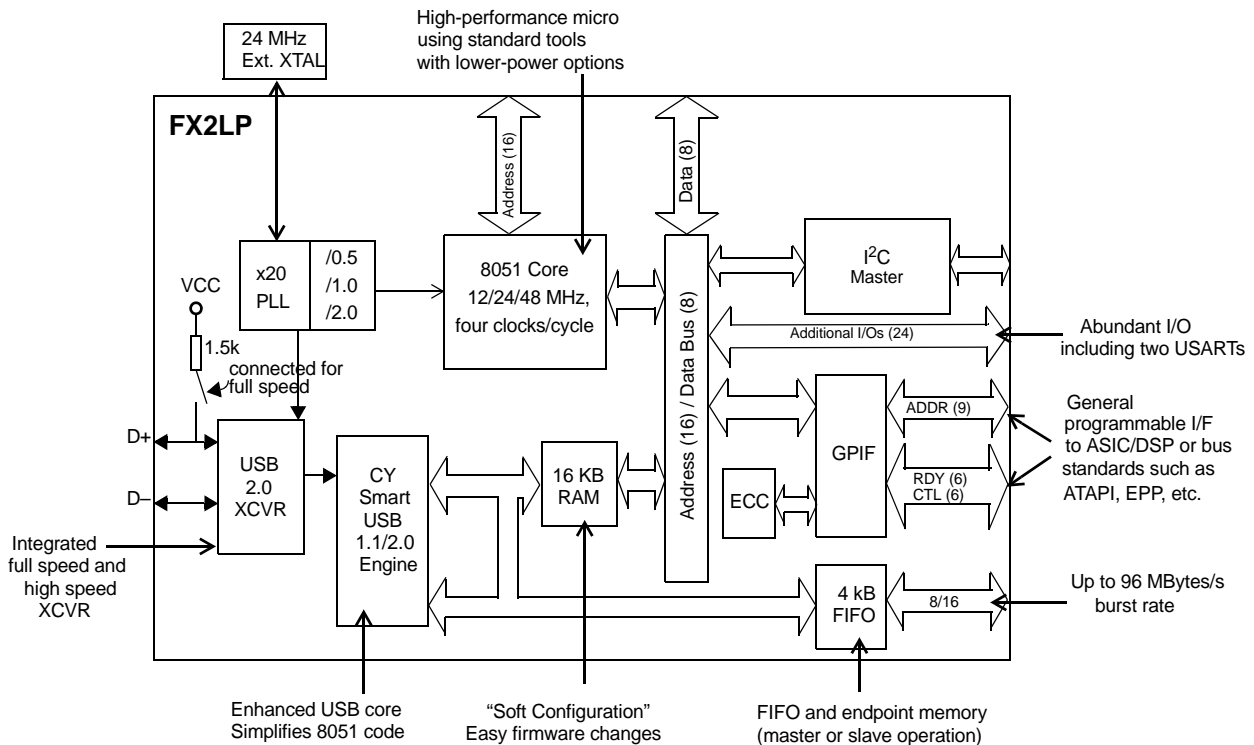 High-performance micro
using standard tools
with lower-power options
24 MHz
Ext. XTAL
FX2LP
Address (16)
Data (8)
x20
PLL
/0.5
/1.0
/2.0
8051 Core
12/24/48 MHz,
four clocks/cycle
I²C
Master
VCC
1.5k
connected for
full speed
Address (16) / Data Bus (8)
Additional I/Os (24)
Abundant I/O
including two USARTs
D+
D–
USB
2.0
XCVR
CY
Smart
USB
1.1/2.0
Engine
16 KB
RAM
ECC
GPIF
ADDR (9)
RDY (6)
CTL (6)
General
programmable I/F
to ASIC/DSP or bus
standards such as
ATAPI, EPP, etc.
Integrated
full speed and
high speed
XCVR
4 kB
FIFO
8/16
Up to 96 MBytes/s
burst rate
Enhanced USB core
Simplifies 8051 code
“Soft Configuration”
Easy firmware changes
FIFO and endpoint memory
(master or slave operation)